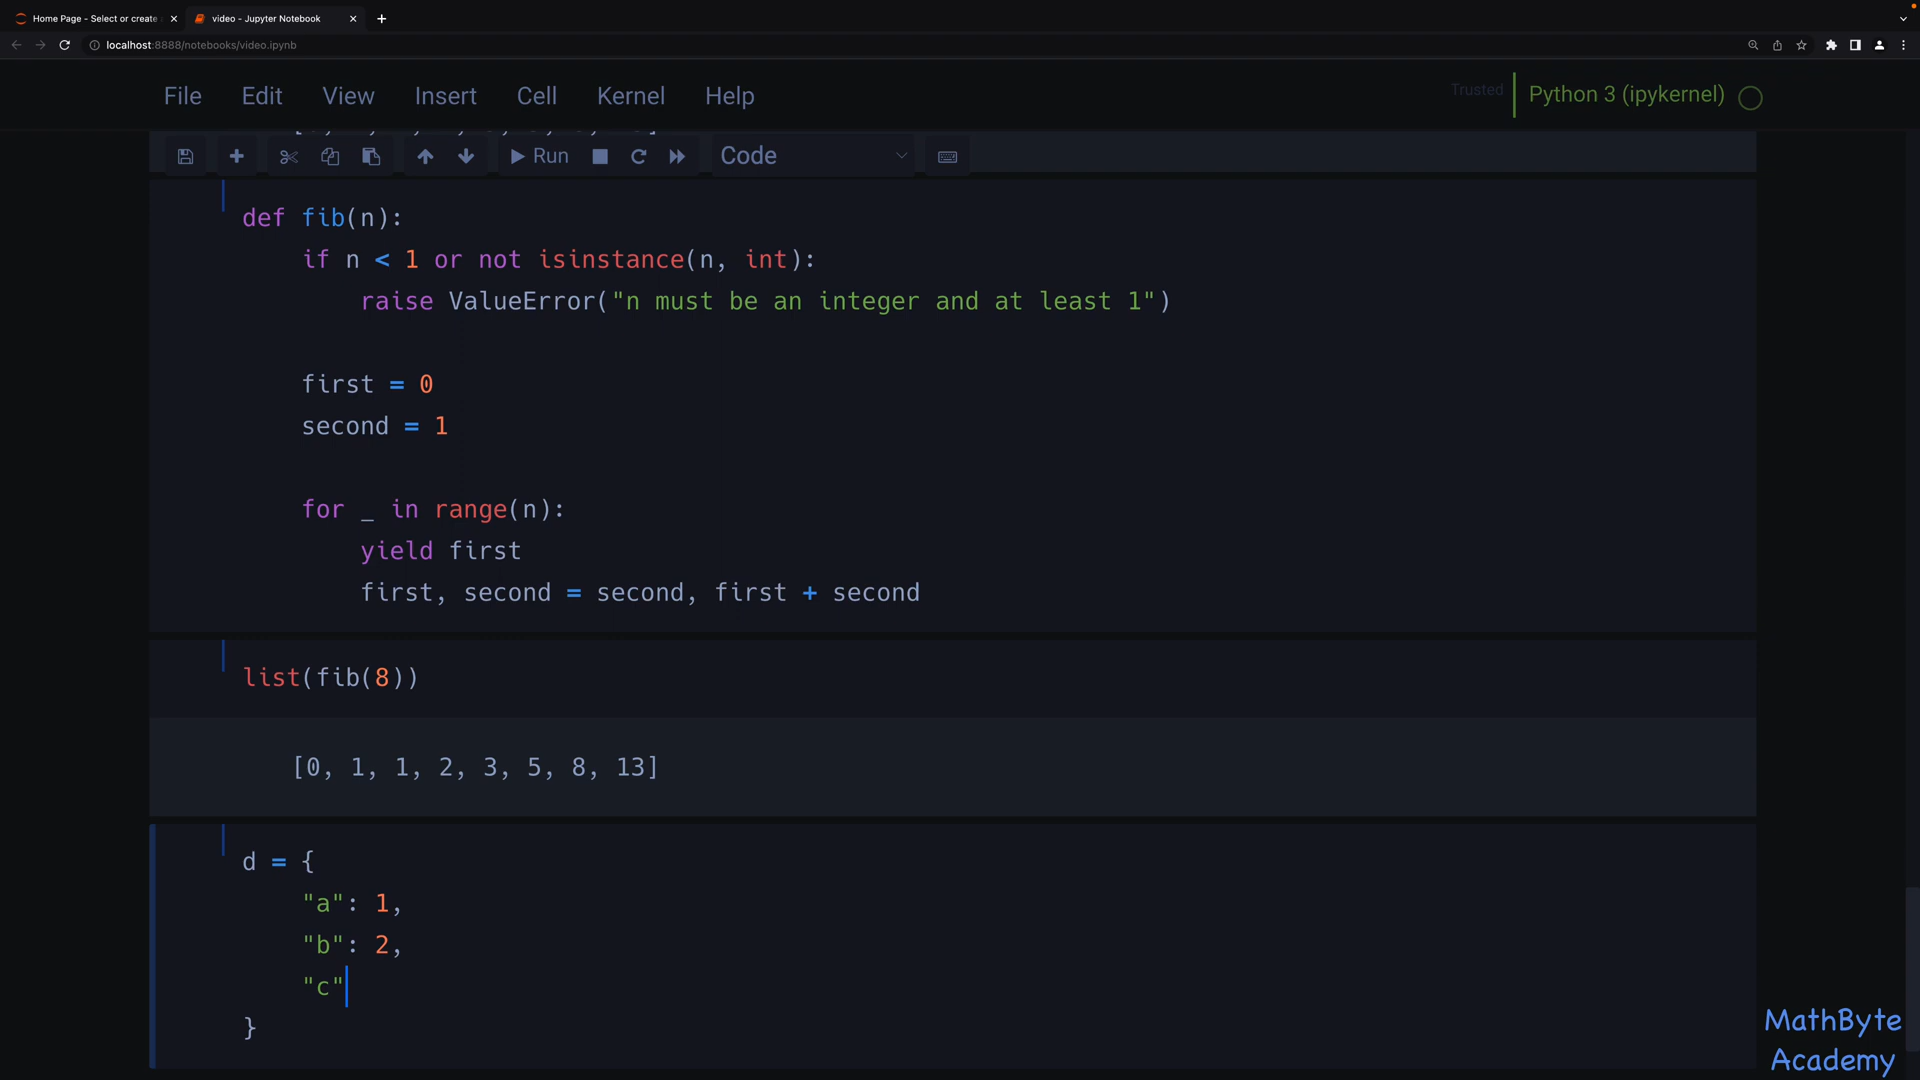 Home Page - Select or create
video - Jupyter Notebook
localhost:8888/notebooks/video.ipynb
File Edit View Insert Cell Kernel Help
Trusted
Python 3 (ipykernel)
Run
Code
def fib(n):
    if n < 1 or not isinstance(n, int):
        raise ValueError("n must be an integer and at least 1")
    first = 0
    second = 1
    for _ in range(n):
        yield first
        first, second = second, first + second
list(fib(8))
[0, 1, 1, 2, 3, 5, 8, 13]
d = {
    "a": 1,
    "b": 2,
    "c"
}
MathByte
Academy